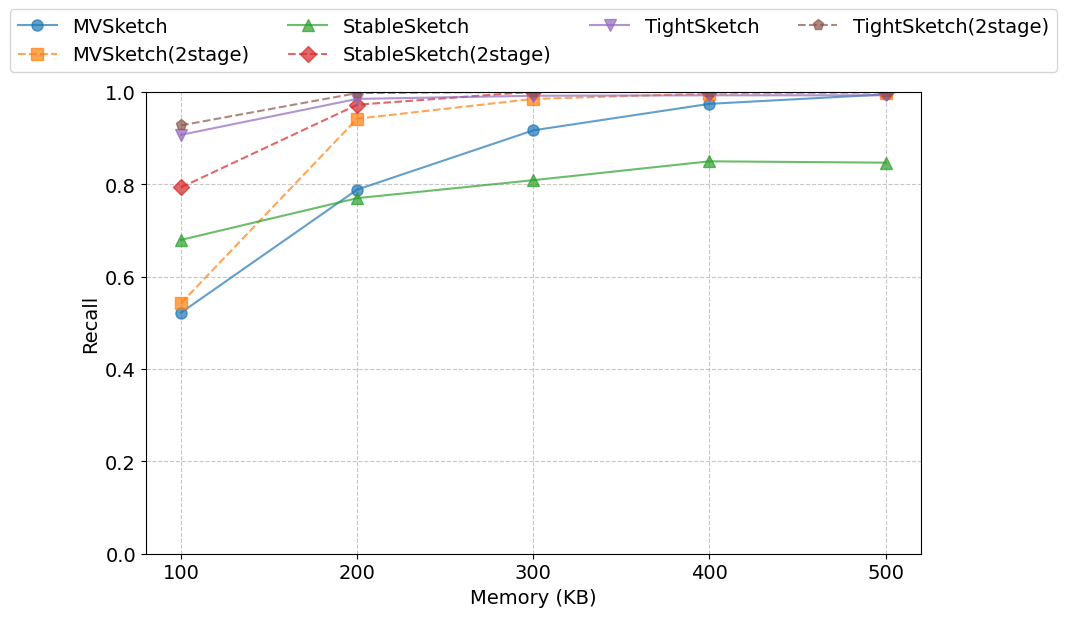 MVSketch StableSketch TightSketch TightSketch(2stage)
MVSketch(2stage) StableSketch(2stage)
1.0
0.8
0.6
0.4
0.2
0.0
Recall
100 200 300 400 500
Memory (KB)